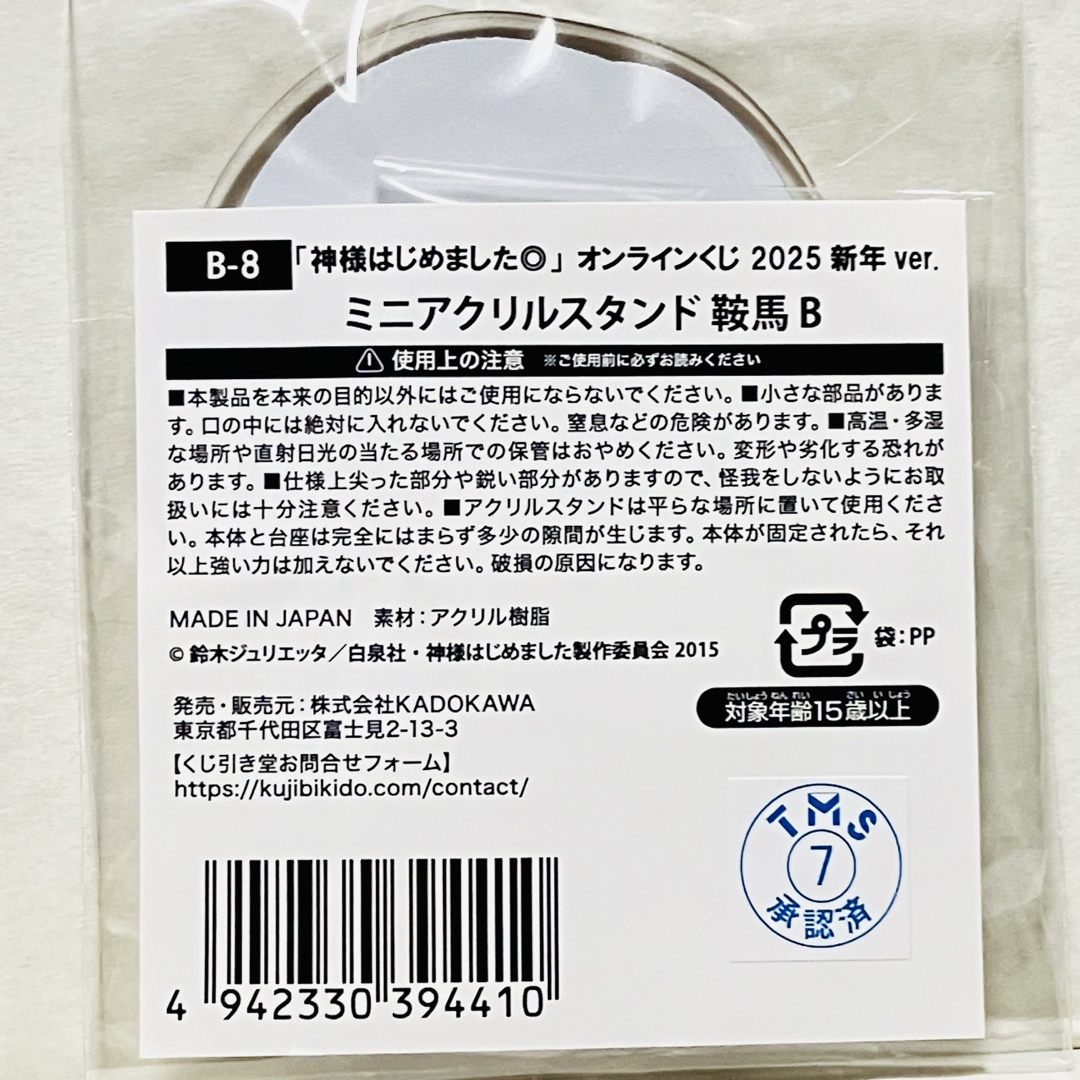 B-8 「神様はじめました◎」オンラインくじ 2025 新年 ver.
ミニアクリルスタンド 鞍馬 B
使用上の注意 ※ご使用前に必ずお読みください
■本製品を本来の目的以外にはご使用にならないでください。■小さな部品がありま
す。口の中には絶対に入れないでください。窒息などの危険があります。■高温・多湿
な場所や直射日光の当たる場所での保管はおやめください。変形や劣化する恐れが
あります。■仕様上尖った部分や鋭い部分がありますので、怪我をしないようにお取
扱いには十分注意ください。■アクリルスタンドは平らな場所に置いて使用くださ
い。本体と台座は完全にはまらず多少の隙間が生じます。本体が固定されたら、それ
以上強い力は加えないでください。破損の原因になります。
MADE IN JAPAN 素材：アクリル樹脂
© 鈴木ジュリエッタ／白泉社・神様はじめました製作委員会 2015
プラ 袋：PP
たいしょうねんれい さいいじょう
対象年齢15歳以上
発売・販売元：株式会社KADOKAWA
東京都千代田区富士見2-13-3
【くじ引き堂お問合せフォーム】
https://kujibikido.com/contact/
TMS
7
承認済
4 942330 394410